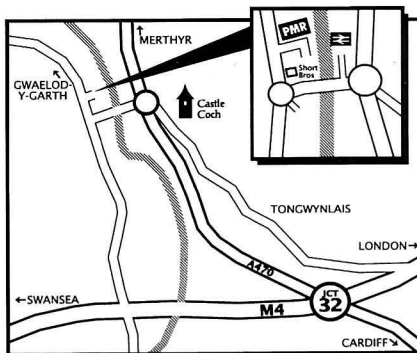 MERTHYR
GWAELOD-
Y-GARTH
Castle
Coch
PMR
Short
Bros
TONGWYNLAIS
LONDON
A470
SWANSEA
M4
JCT
32
CARDIFF